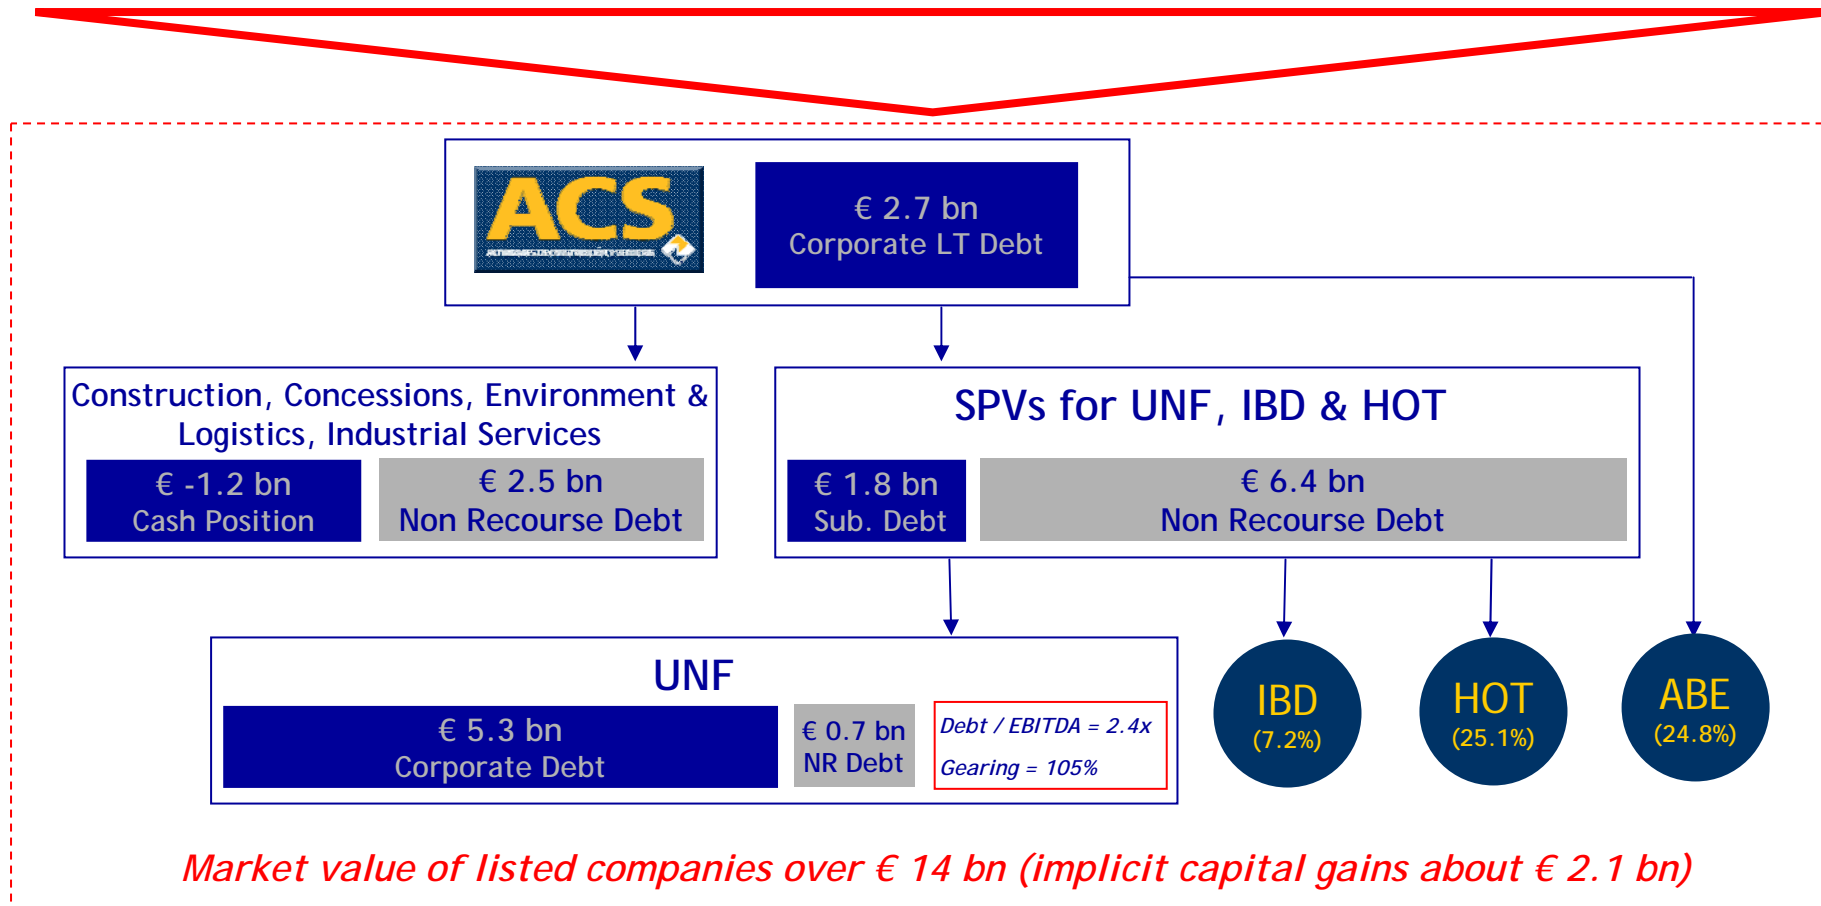 ACS
€ 2.7 bn
Corporate LT Debt
Construction, Concessions, Environment &
Logistics, Industrial Services
€ -1.2 bn
Cash Position
€ 2.5 bn
Non Recourse Debt
SPVs for UNF, IBD & HOT
€ 1.8 bn
Sub. Debt
€ 6.4 bn
Non Recourse Debt
UNF
€ 5.3 bn
Corporate Debt
€ 0.7 bn
NR Debt
Debt / EBITDA = 2.4x
Gearing = 105%
IBD
(7.2%)
HOT
(25.1%)
ABE
(24.8%)
Market value of listed companies over € 14 bn (implicit capital gains about € 2.1 bn)